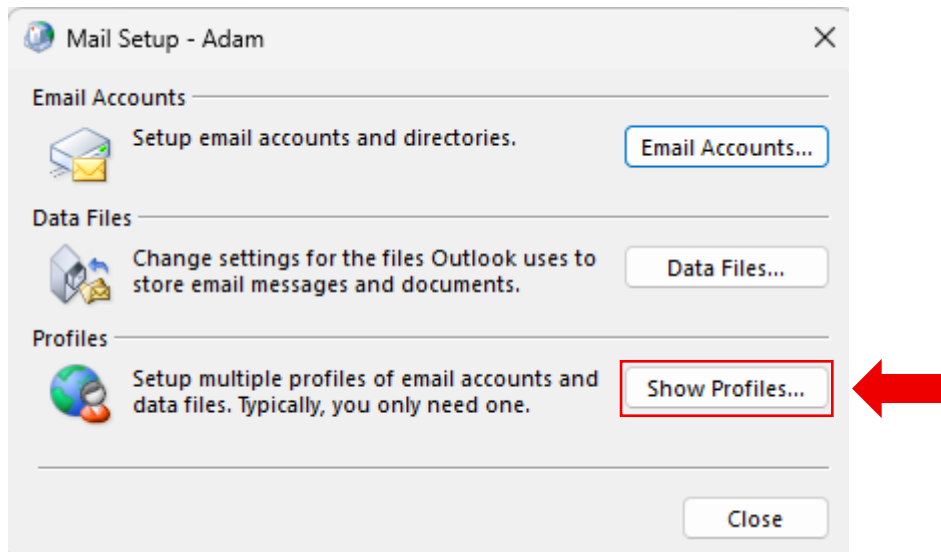 Mail Setup - Adam
Email Accounts
Setup email accounts and directories.
Email Accounts...
Data Files
Change settings for the files Outlook uses to
store email messages and documents.
Data Files...
Profiles
Setup multiple profiles of email accounts and
data files. Typically, you only need one.
Show Profiles...
Close